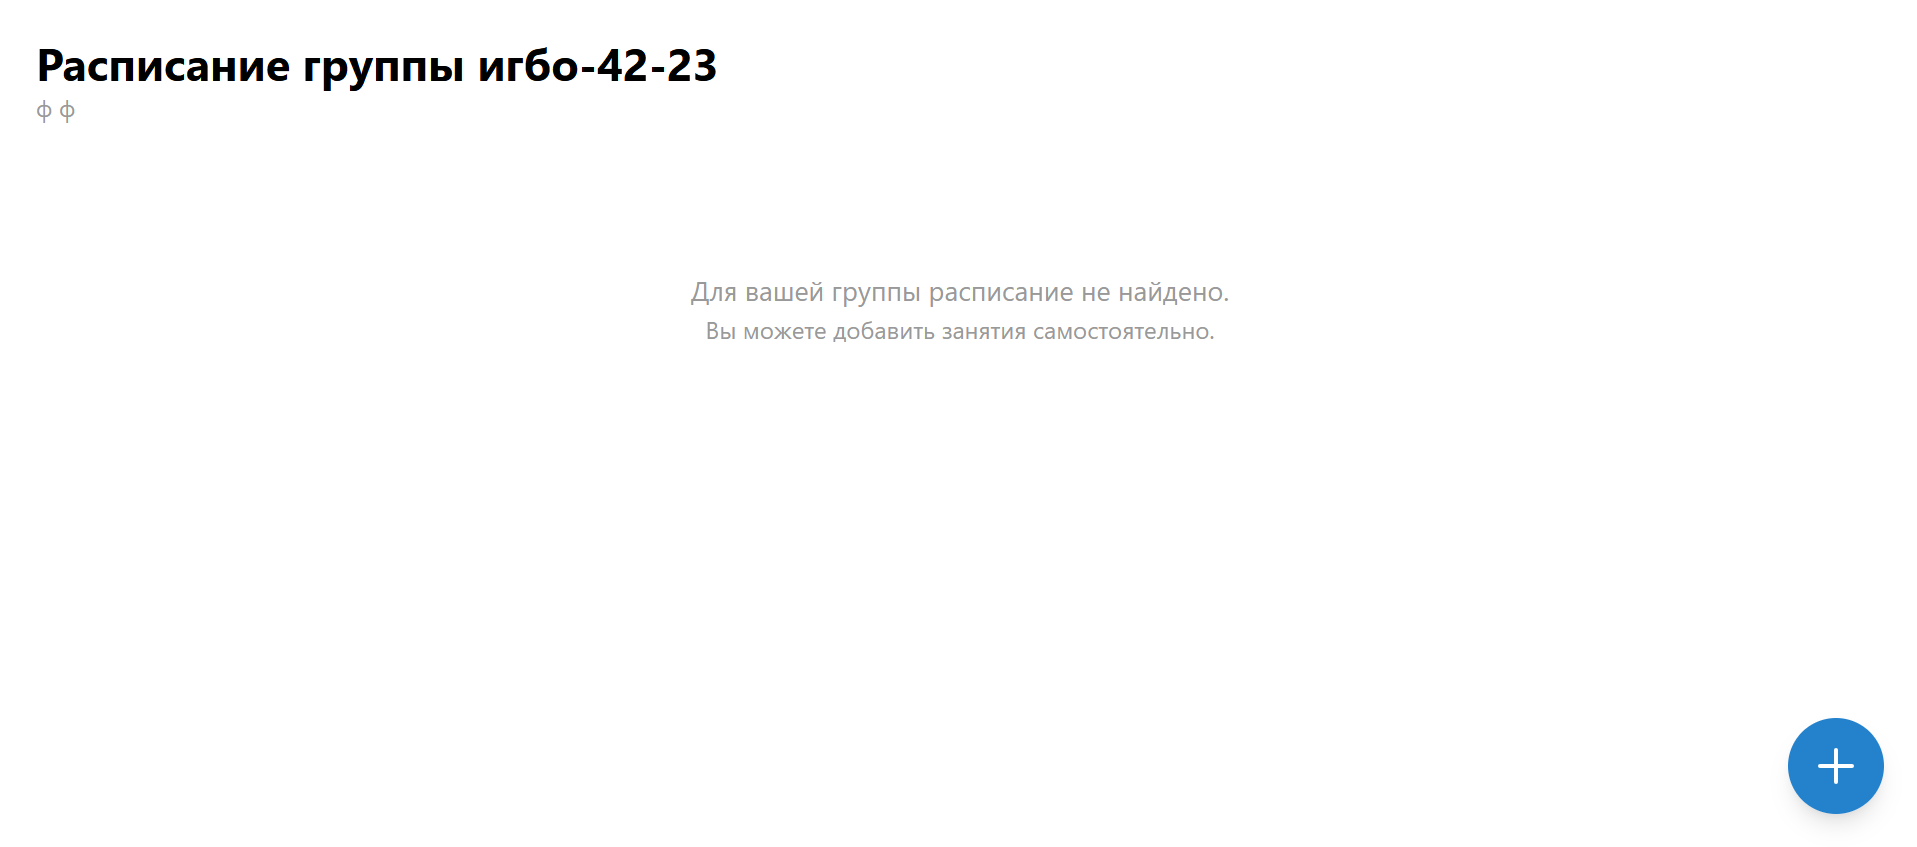 Расписание группы игбо-42-23
ф ф
Для вашей группы расписание не найдено.
Вы можете добавить занятия самостоятельно.